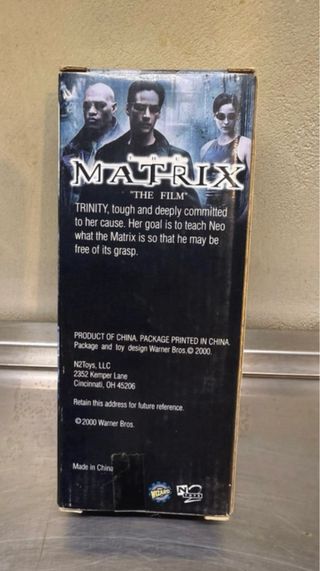 THE
MATRIX
"THE FILM"
TRINITY, tough and deeply committed
to her cause. Her goal is to teach Neo
what the Matrix is so that he may be
free of its grasp.
PRODUCT OF CHINA. PACKAGE PRINTED IN CHINA.
Package and toy design Warner Bros.© 2000.
N2Toys, LLC
2352 Kemper Lane
Cincinnati, OH 45206
Retain this address for future reference.
©2000 Warner Bros.
Made in China
WIZARD
N2
TOYS